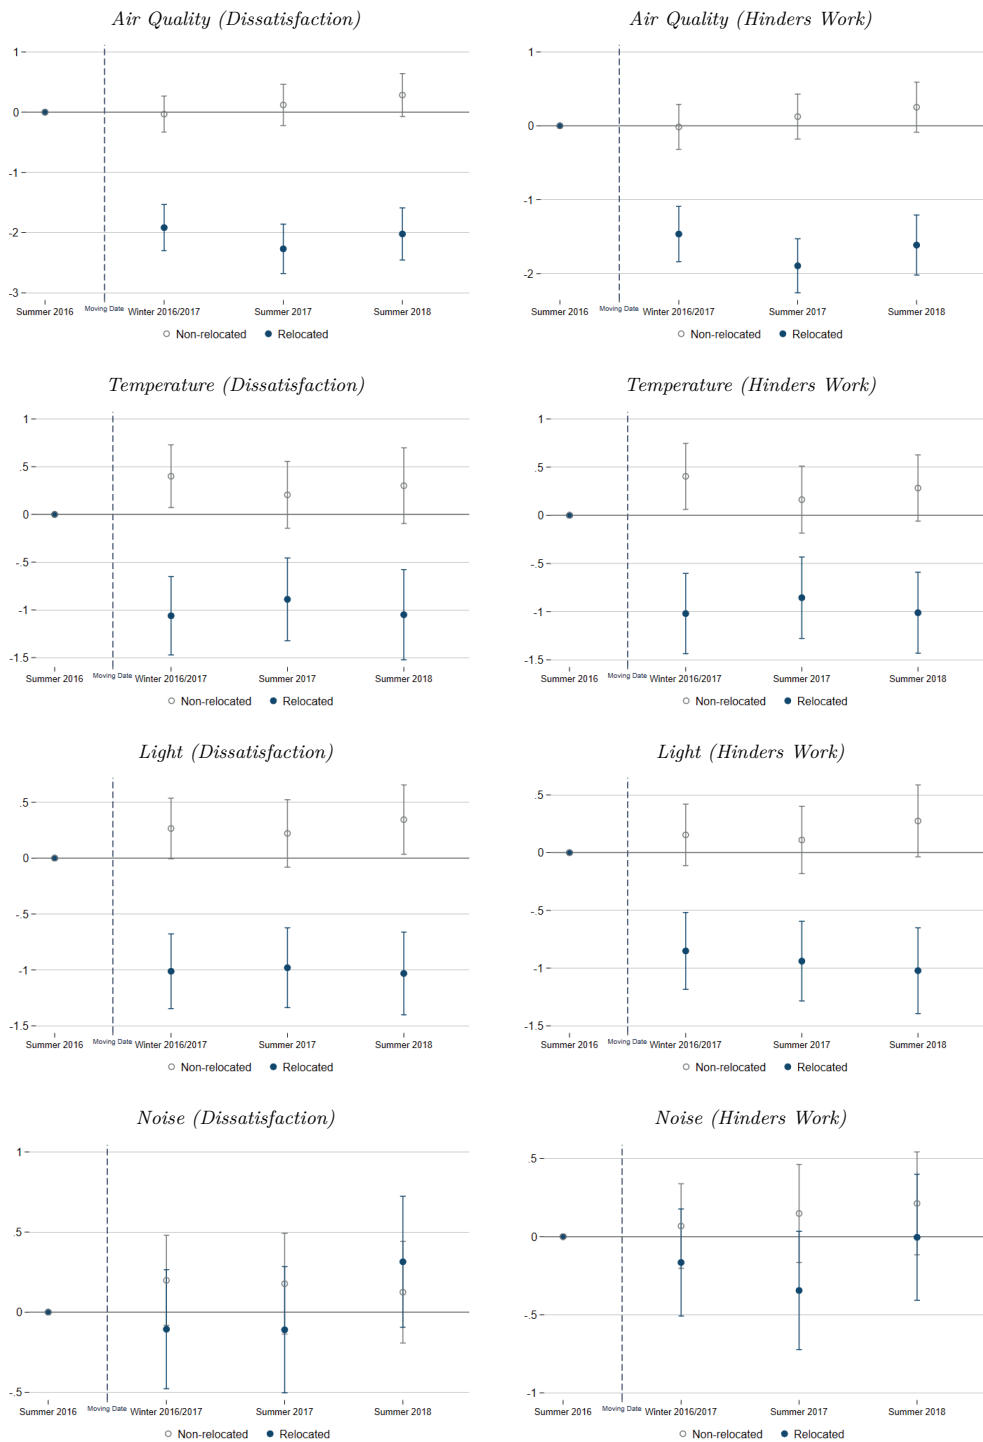 Air Quality (Dissatisfaction)
1
0
-1
-2
-3
Summer 2016 Moving Date Winter 2016/2017 Summer 2017 Summer 2018
Non-relocated Relocated
Air Quality (Hinders Work)
1
0
-1
-2
Summer 2016 Moving Date Winter 2016/2017 Summer 2017 Summer 2018
Non-relocated Relocated
Temperature (Dissatisfaction)
1
.5
0
-.5
-1
-1.5
Summer 2016 Moving Date Winter 2016/2017 Summer 2017 Summer 2018
Non-relocated Relocated
Temperature (Hinders Work)
1
.5
0
-.5
-1
-1.5
Summer 2016 Moving Date Winter 2016/2017 Summer 2017 Summer 2018
Non-relocated Relocated
Light (Dissatisfaction)
.5
0
-.5
-1
-1.5
Summer 2016 Moving Date Winter 2016/2017 Summer 2017 Summer 2018
Non-relocated Relocated
Light (Hinders Work)
.5
0
-.5
-1
-1.5
Summer 2016 Moving Date Winter 2016/2017 Summer 2017 Summer 2018
Non-relocated Relocated
Noise (Dissatisfaction)
1
.5
0
-.5
Summer 2016 Moving Date Winter 2016/2017 Summer 2017 Summer 2018
Non-relocated Relocated
Noise (Hinders Work)
.5
0
-.5
-1
Summer 2016 Moving Date Winter 2016/2017 Summer 2017 Summer 2018
Non-relocated Relocated